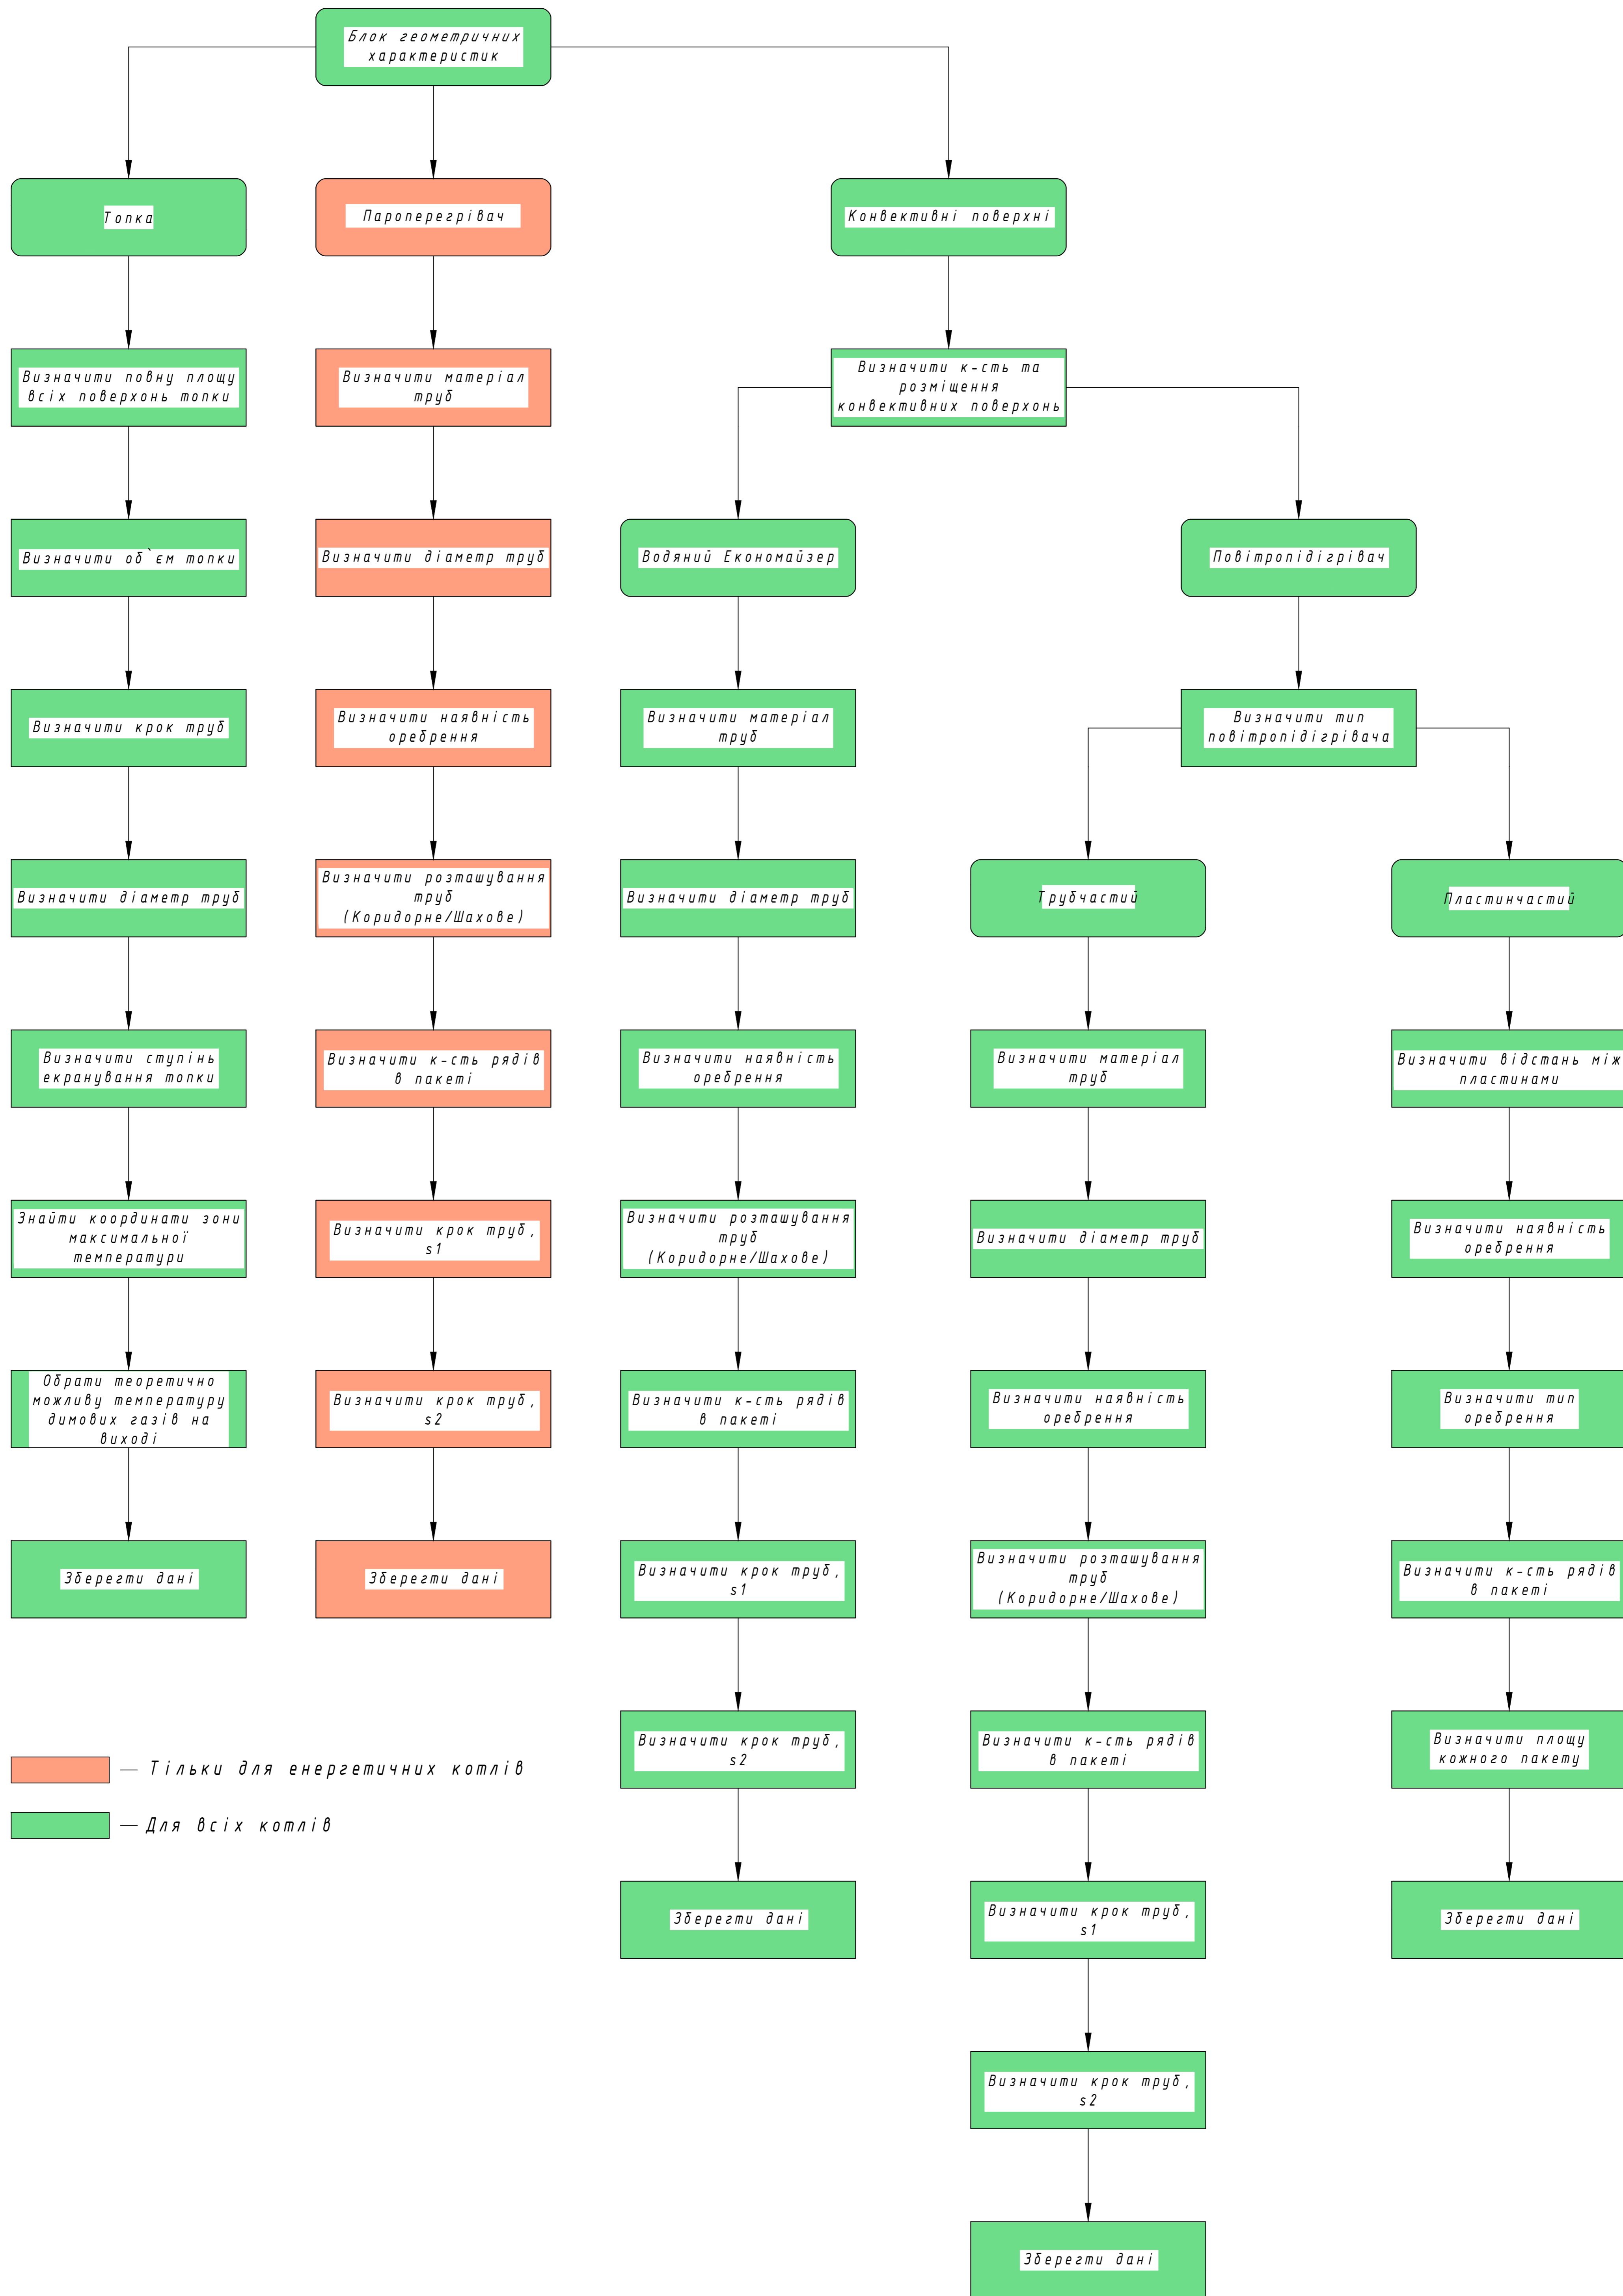 Блок геометричних
характеристик
Топка
Визначити повну площу
всіх поверхонь топки
Визначити об`єм топки
Визначити крок труб
Визначити діаметр труб
Визначити ступінь
екранування топки
Знайти координати зони
максимальної
температури
Обрати теоретично
можливу температуру
димових газів на
виході
Зберегти дані
Пароперегрівач
Визначити матеріал
труб
Визначити діаметр труб
Визначити наявність
оребрення
Визначити розташування
труб
(Коридорне/Шахове)
Визначити к-сть рядів
в пакеті
Визначити крок труб,
s1
Визначити крок труб,
s2
Зберегти дані
Конвективні поверхні
Визначити к-сть та
розміщення
конвективних поверхонь
Водяний Економайзер
Визначити матеріал
труб
Визначити діаметр труб
Визначити наявність
оребрення
Визначити розташування
труб
(Коридорне/Шахове)
Визначити к-сть рядів
в пакеті
Визначити крок труб,
s1
Визначити крок труб,
s2
Зберегти дані
Повітропідігрівач
Визначити тип
повітропідігрівача
Трубчастий
Визначити матеріал
труб
Визначити діаметр труб
Визначити наявність
оребрення
Визначити розташування
труб
(Коридорне/Шахове)
Визначити к-сть рядів
в пакеті
Визначити крок труб,
s1
Визначити крок труб,
s2
Зберегти дані
Пластинчастий
Визначити відстань між
пластинами
Визначити наявність
оребрення
Визначити тип
оребрення
Визначити к-сть рядів
в пакеті
Визначити площу
кожного пакету
Зберегти дані
— Тільки для енергетичних котлів
— Для всіх котлів